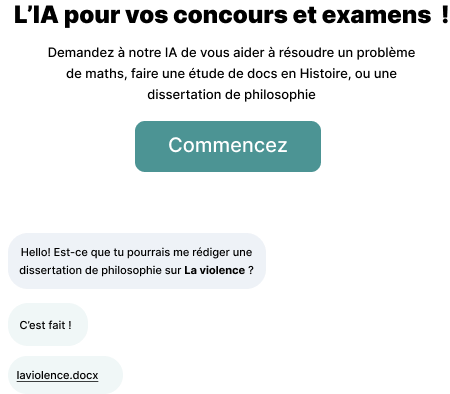 L’IA pour vos concours et examens !
Demandez à notre IA de vous aider à résoudre un problème
de maths, faire une étude de docs en Histoire, ou une
dissertation de philosophie
Commencez
Hello! Est-ce que tu pourrais me rédiger une
dissertation de philosophie sur La violence ?
C’est fait !
laviolence.docx